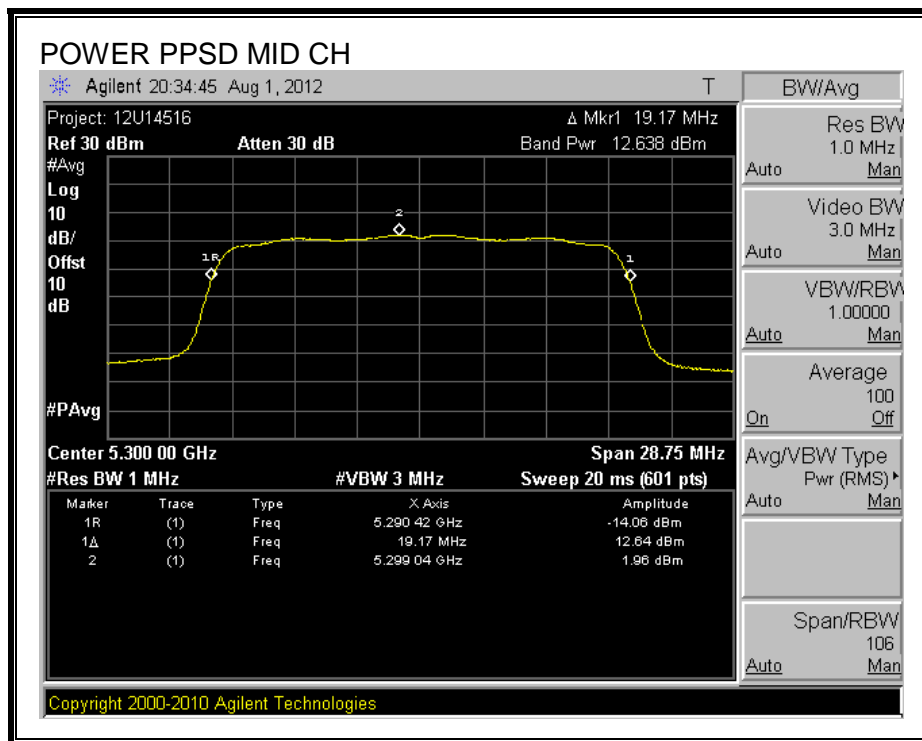 POWER PPSD MID CH
Agilent 20:34:45 Aug 1, 2012 T
BW/Avg
Project: 12U14516 Δ Mkr1 19.17 MHz
Ref 30 dBm Atten 30 dB Band Pwr 12.638 dBm
#Avg
Log
10
dB/
Offst
10
dB
#PAvg
2
1R
1
Center 5.300 00 GHz Span 28.75 MHz
#Res BW 1 MHz #VBW 3 MHz Sweep 20 ms (601 pts)
Marker Trace Type X Axis Amplitude
1R (1) Freq 5.290 42 GHz -14.06 dBm
1Δ (1) Freq 19.17 MHz 12.64 dBm
2 (1) Freq 5.299 04 GHz 1.96 dBm
Res BW
1.0 MHz
Auto Man
Video BW
3.0 MHz
Auto Man
VBW/RBW
1.00000
Auto Man
Average
100
On Off
Avg/VBW Type
Pwr (RMS)
Auto Man
Span/RBW
106
Auto Man
Copyright 2000-2010 Agilent Technologies